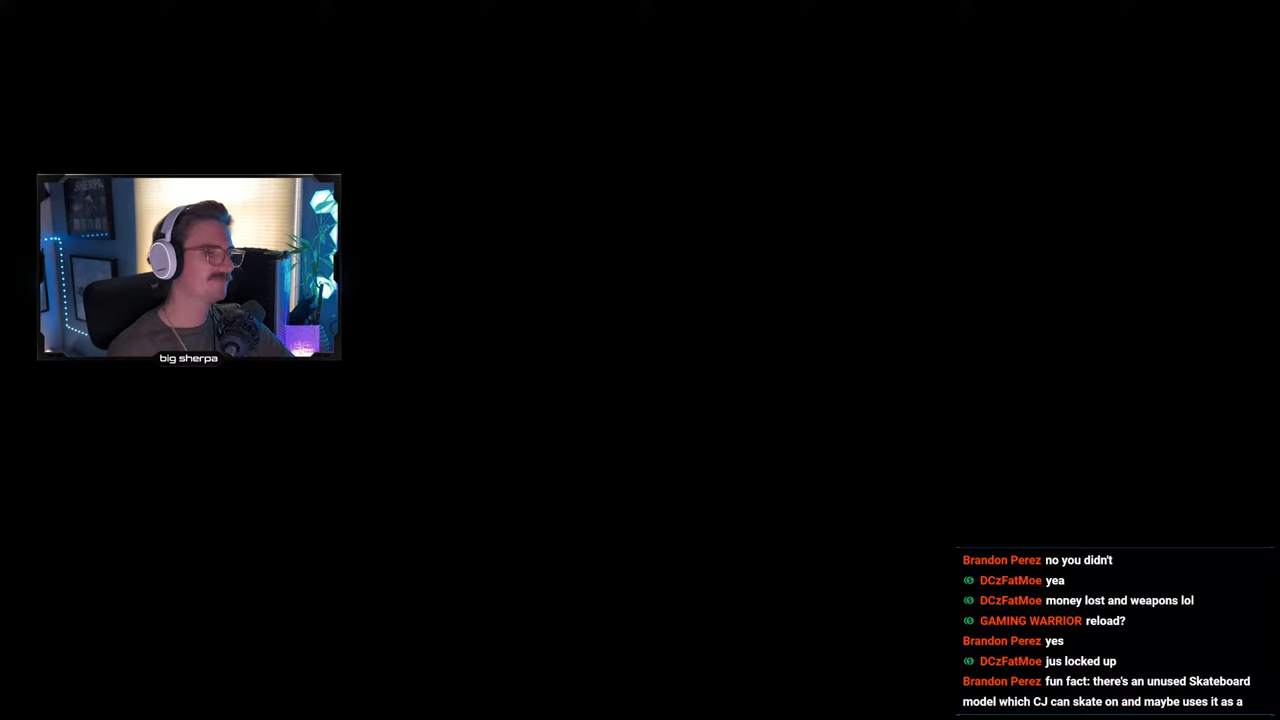 SHERPA
big sherpa
Brandon Perez no you didn't
DCzFatMoe yea
DCzFatMoe money lost and weapons lol
GAMING WARRIOR reload?
Brandon Perez yes
DCzFatMoe jus locked up
Brandon Perez fun fact: there's an unused Skateboard
model which CJ can skate on and maybe uses it as a